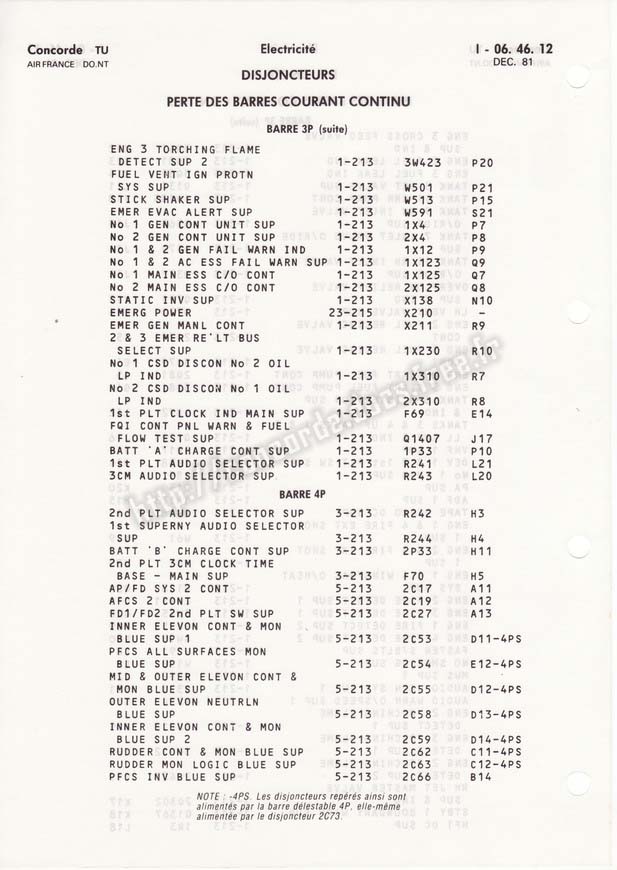 Concorde TU Electricité I - 06. 46. 12
AIR FRANCE DO.NT DEC. 81
DISJONCTEURS
PERTE DES BARRES COURANT CONTINU
BARRE 3P (suite)
ENG 3 TORCHING FLAME
DETECT SUP 2 1-213 3W423 P20
FUEL VENT IGN PROTN
SYS SUP 1-213 W501 P21
STICK SHAKER SUP 1-213 W513 P15
EMER EVAC ALERT SUP 1-213 W591 S21
No 1 GEN CONT UNIT SUP 1-213 1X4 P7
No 2 GEN CONT UNIT SUP 1-213 2X4 P8
No 1 & 2 GEN FAIL WARN IND 1-213 1X12 P9
No 1 & 2 AC ESS FAIL WARN SUP 1-213 1X123 Q9
No 1 MAIN ESS C/O CONT 1-213 1X125 Q7
No 2 MAIN ESS C/O CONT 1-213 2X125 Q8
STATIC INV SUP 1-213 X138 N10
EMERG POWER 23-215 X210 -
EMER GEN MANL CONT 1-213 X211 R9
2 & 3 EMER RE'LT BUS
SELECT SUP 1-213 1X230 R10
No 1 CSD DISCON No 2 OIL
LP IND 1-213 1X310 R7
No 2 CSD DISCON No 1 OIL
LP IND 1-213 2X310 R8
1st PLT CLOCK IND MAIN SUP 1-213 F69 E14
FQI CONT PNL WARN & FUEL
FLOW TEST SUP 1-213 Q1407 J17
BATT 'A' CHARGE CONT SUP 1-213 1P33 P10
1st PLT AUDIO SELECTOR SUP 1-213 R241 L21
3CM AUDIO SELECTOR SUP 1-213 R243 L20
BARRE 4P
2nd PLT AUDIO SELECTOR SUP 3-213 R242 H3
1st SUPERNY AUDIO SELECTOR
SUP 3-213 R244 H4
BATT 'B' CHARGE CONT SUP 3-213 2P33 H11
2nd PLT 3CM CLOCK TIME
BASE - MAIN SUP 3-213 F70 H5
AP/FD SYS 2 CONT 5-213 2C17 A11
AFCS 2 CONT 5-213 2C19 A12
FD1/FD2 2nd PLT SW SUP 5-213 2C27 A13
INNER ELEVON CONT & MON
BLUE SUP 1 5-213 2C53 D11-4PS
PFCS ALL SURFACES MON
BLUE SUP 5-213 2C54 E12-4PS
MID & OUTER ELEVON CONT &
MON BLUE SUP 5-213 2C55 D12-4PS
OUTER ELEVON NEUTRLN
BLUE SUP 5-213 2C58 D13-4PS
INNER ELEVON CONT & MON
BLUE SUP 2 5-213 2C59 D14-4PS
RUDDER CONT & MON BLUE SUP 5-213 2C62 C11-4PS
RUDDER MON LOGIC BLUE SUP 5-213 2C63 C12-4PS
PFCS INV BLUE SUP 5-213 2C66 B14
NOTE : -4PS. Les disjoncteurs repérés ainsi sont
alimentés par la barre délestable 4P, elle-même
alimentée par le disjoncteur 2C73.